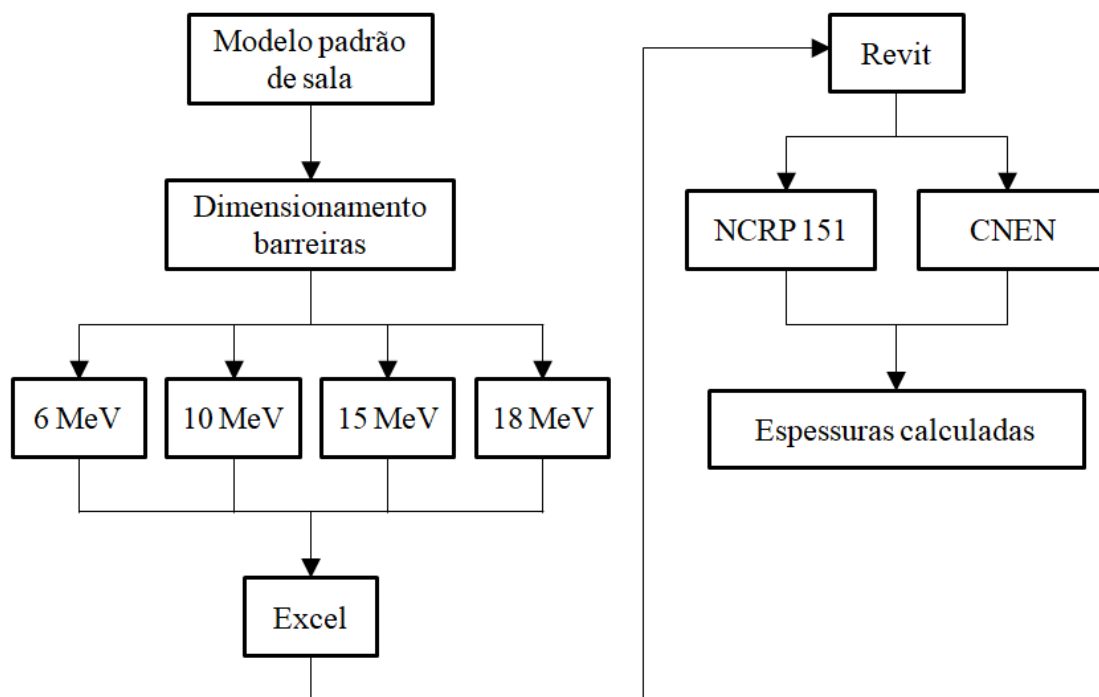 Modelo padrão
de sala
Dimensionamento
barreiras
6 MeV
10 MeV
15 MeV
18 MeV
Excel
Revit
NCRP 151
CNEN
Espessuras calculadas